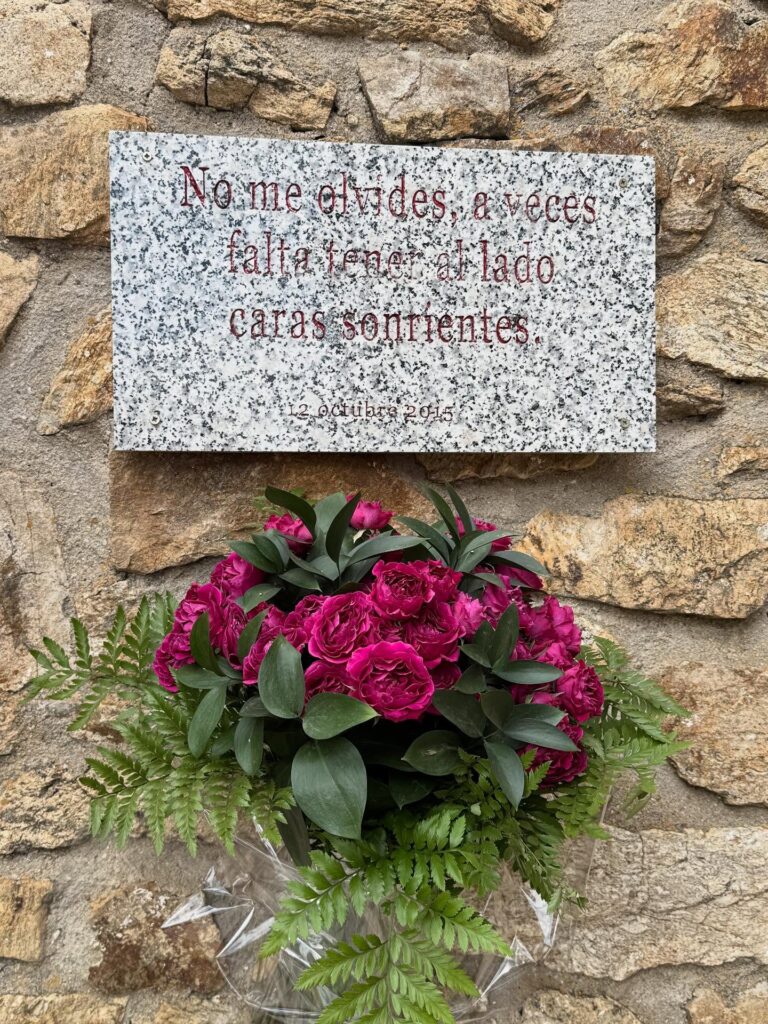 No me olvides, a veces
falta tener al lado
caras sonrientes.
12 octubre 2015